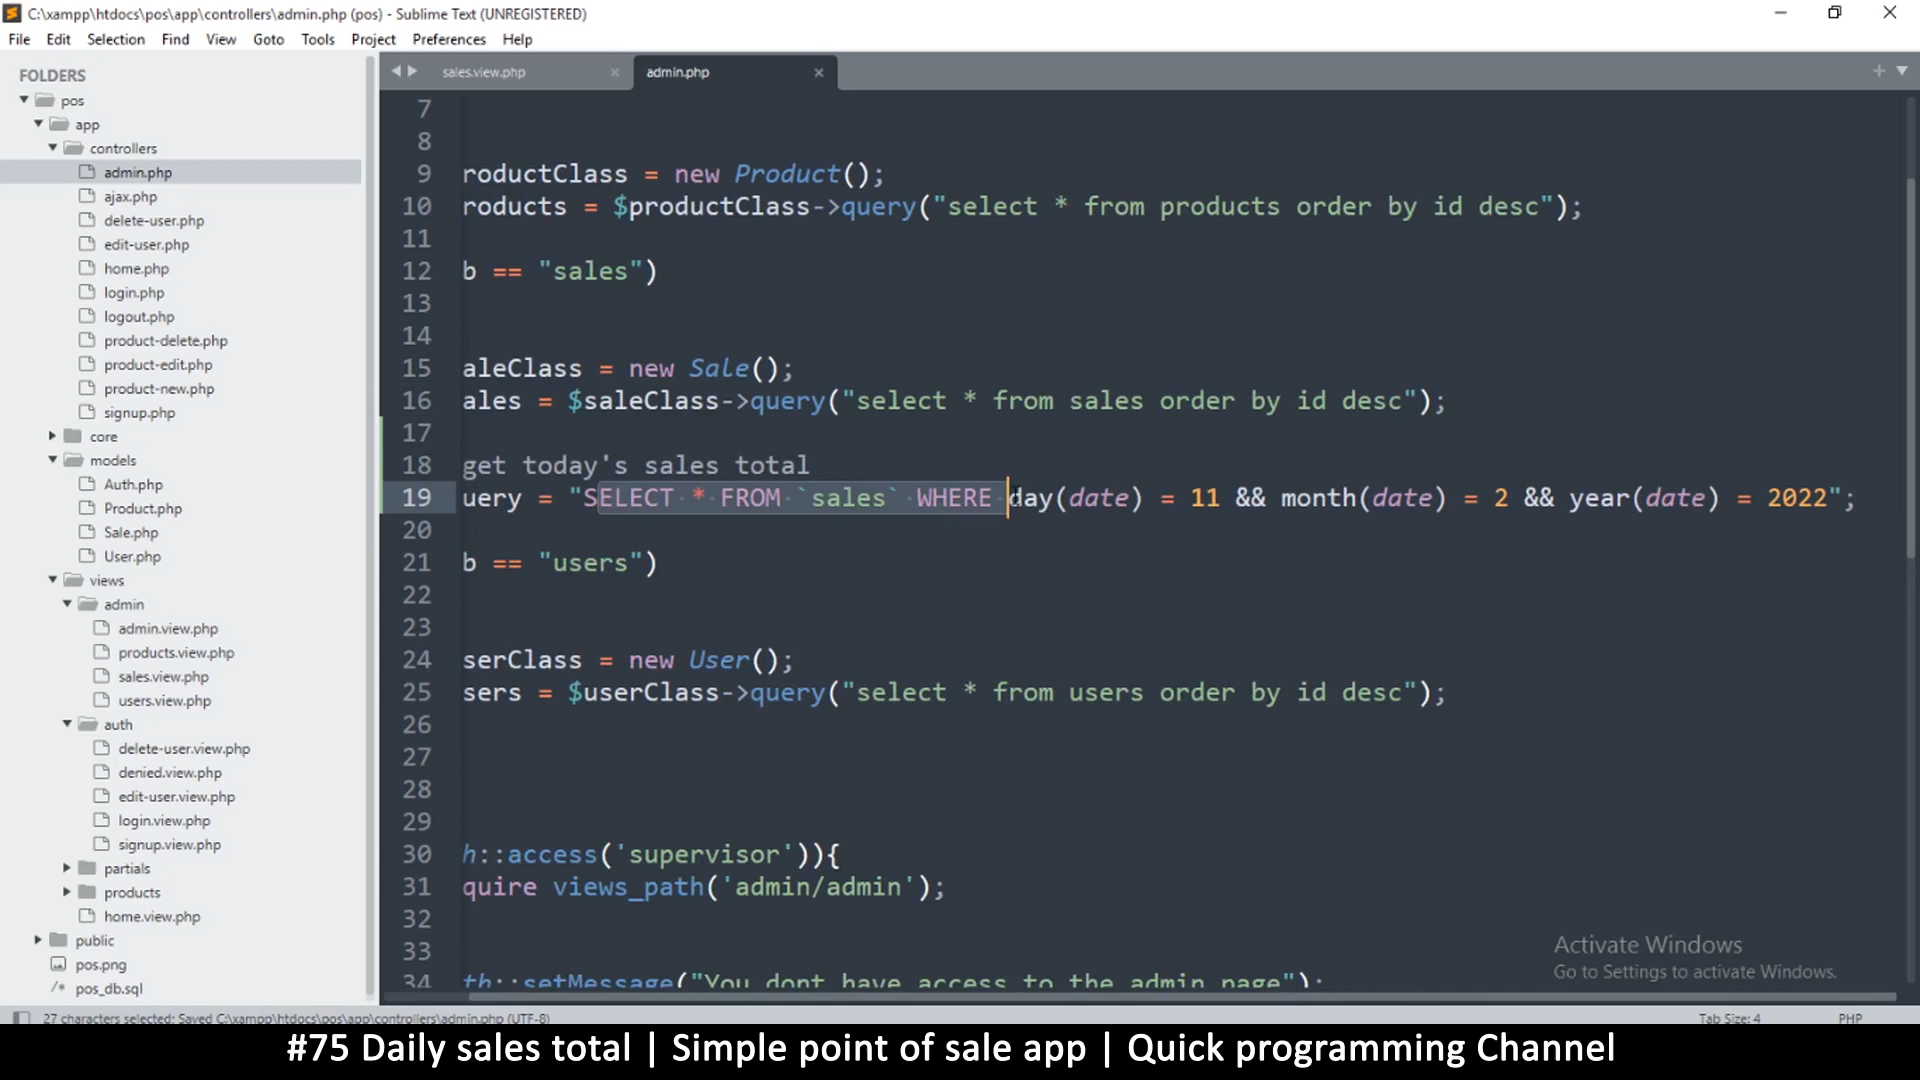 C:\xampp\htdocs\pos\app\controllers\admin.php (pos) - Sublime Text (UNREGISTERED)
File Edit Selection Find View Goto Tools Project Preferences Help
FOLDERS
pos
app
controllers
admin.php
ajax.php
delete-user.php
edit-user.php
home.php
login.php
logout.php
product-delete.php
product-edit.php
product-new.php
signup.php
core
models
Auth.php
Product.php
Sale.php
User.php
views
admin
admin.view.php
products.view.php
sales.view.php
users.view.php
auth
delete-user.view.php
denied.view.php
edit-user.view.php
login.view.php
signup.view.php
partials
products
home.view.php
public
pos.png
pos_db.sql
sales.view.php × admin.php ×
7
8
9 roductClass = new Product();
10 roducts = $productClass->query("select * from products order by id desc");
11
12 b == "sales")
13
14
15 aleClass = new Sale();
16 ales = $saleClass->query("select * from sales order by id desc");
17
18 get today's sales total
19 uery = "SELECT * FROM `sales` WHERE day(date) = 11 && month(date) = 2 && year(date) = 2022";
20
21 b == "users")
22
23
24 serClass = new User();
25 sers = $userClass->query("select * from users order by id desc");
26
27
28
29
30 h::access('supervisor')){
31 quire views_path('admin/admin');
32
33
34 th::setMessage("You dont have access to the admin page");
Activate Windows
Go to Settings to activate Windows.
27 characters selected; Saved C:\xampp\htdocs\pos\app\controllers\admin.php (UTF-8) Tab Size: 4 PHP
#75 Daily sales total | Simple point of sale app | Quick programming Channel